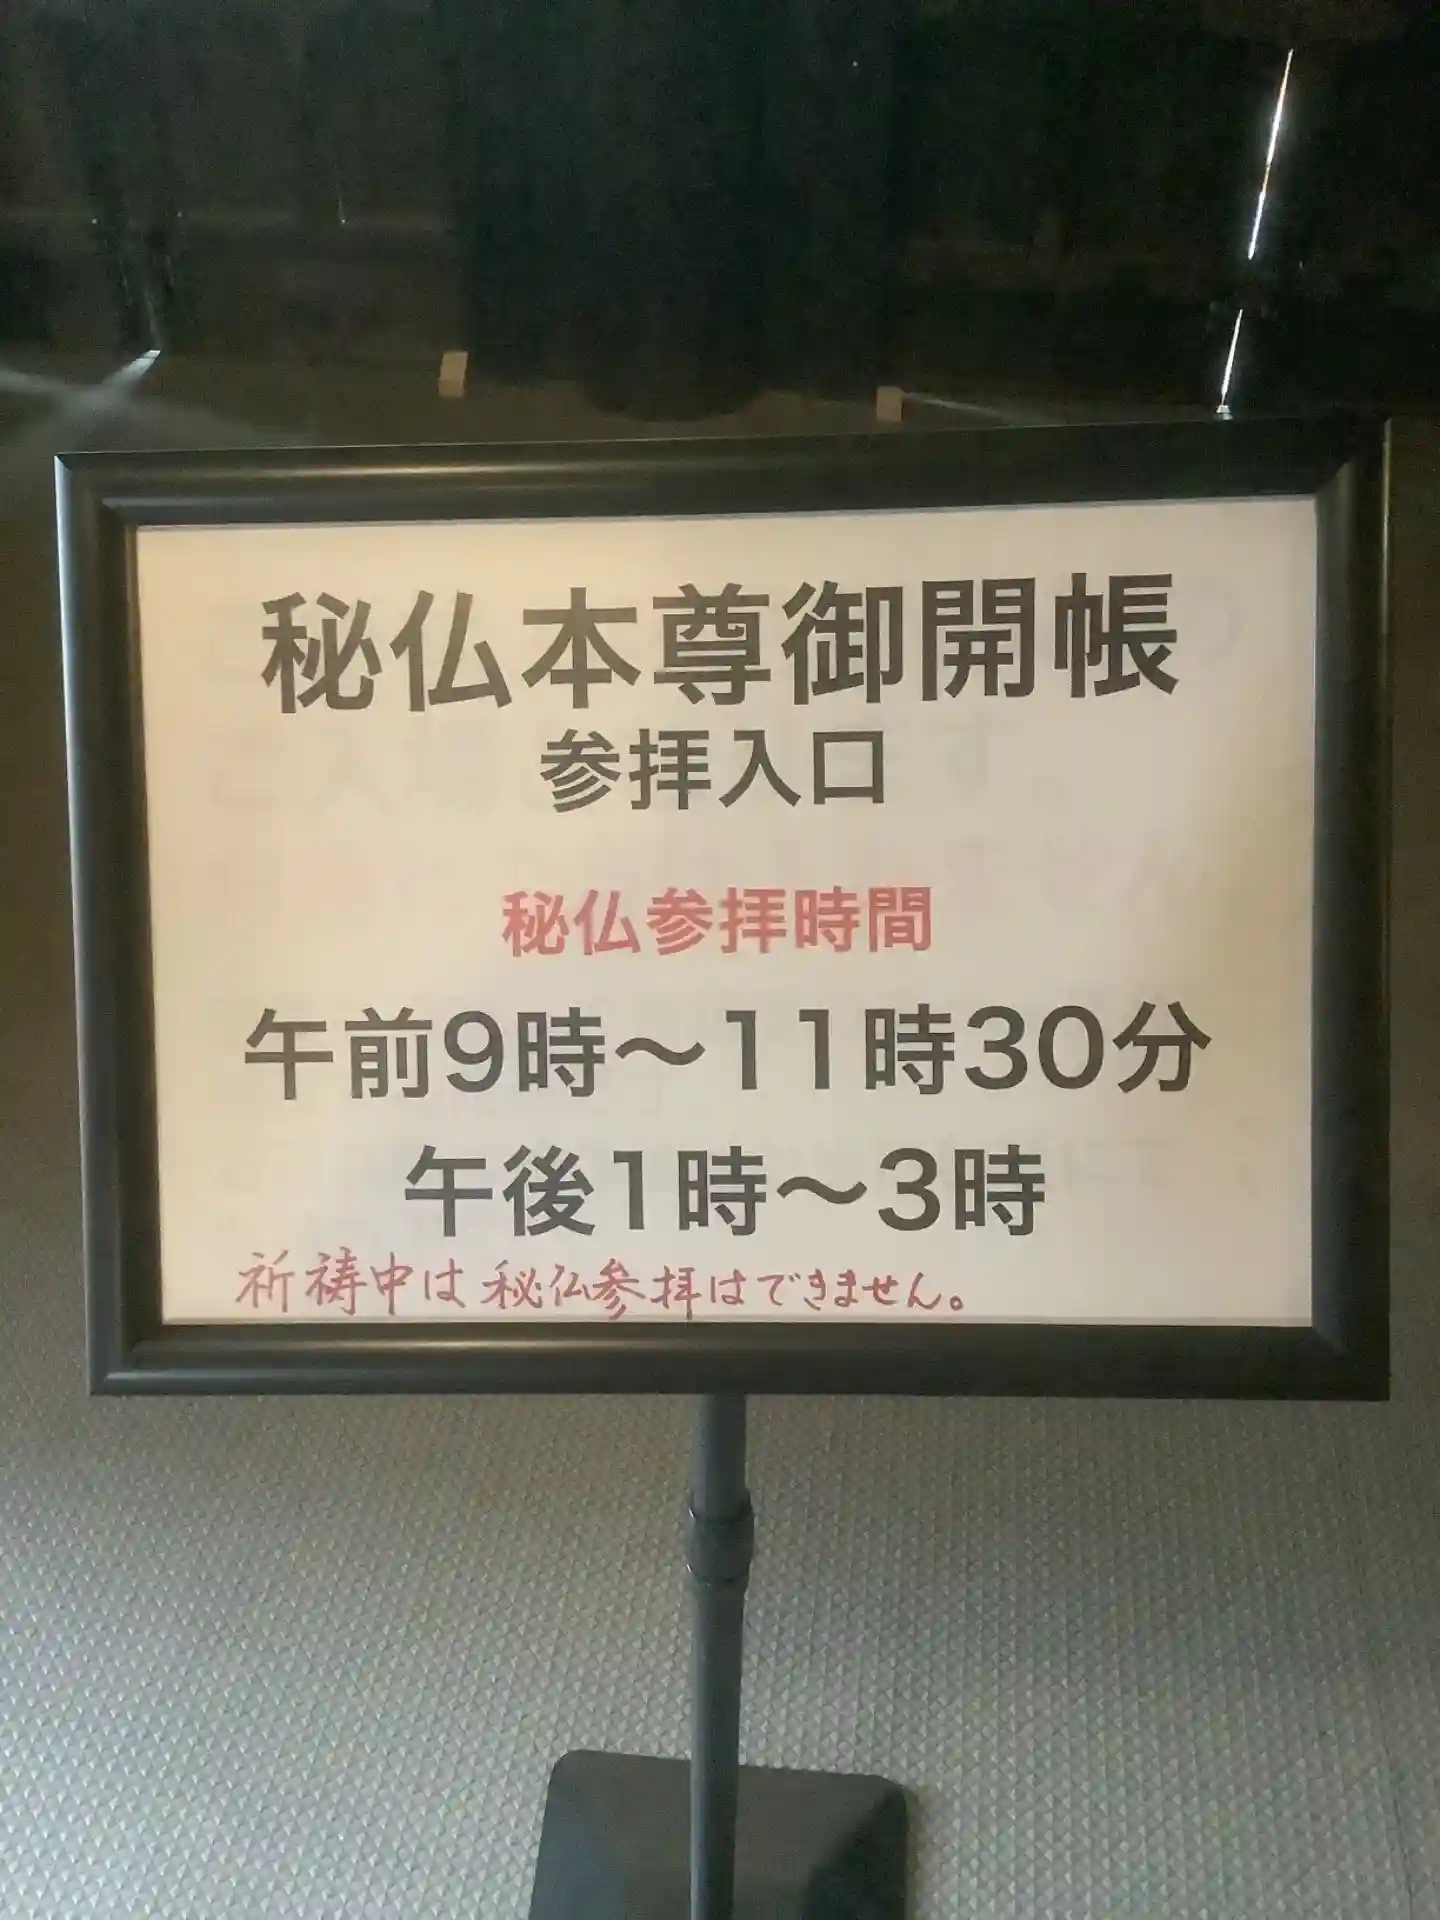 秘仏本尊御開帳
参拝入口
秘仏参拝時間
午前9時〜11時30分
午後1時〜3時
祈祷中は秘仏参拝はできません。